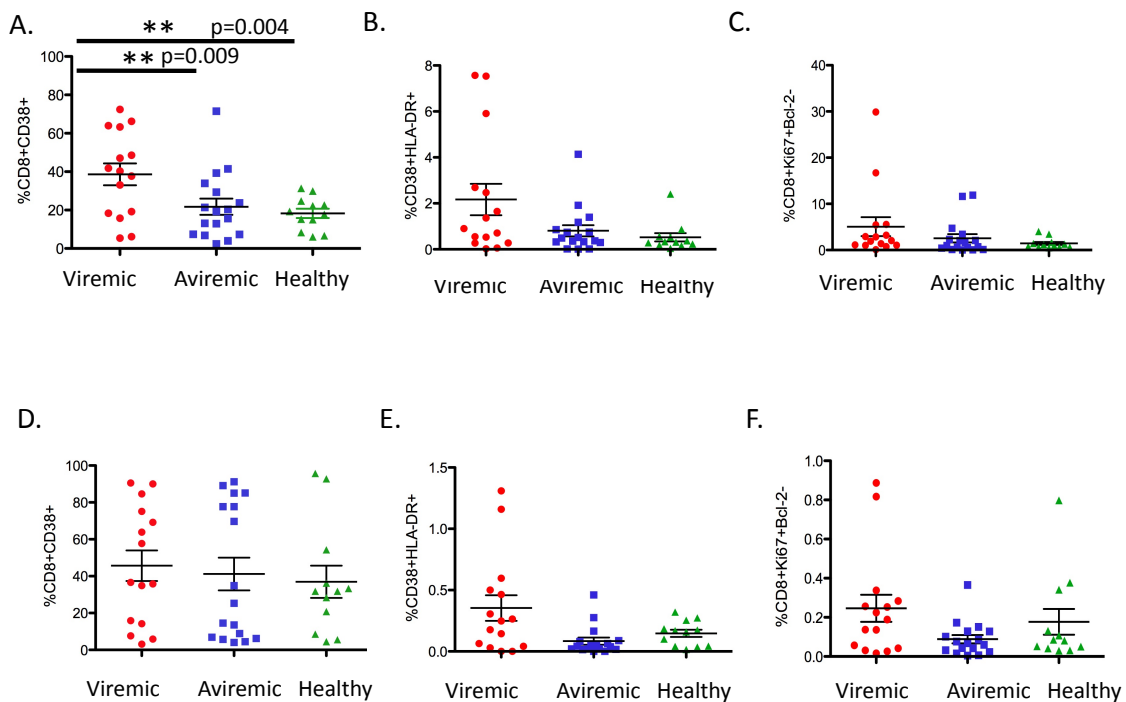 A.
** p=0.004
** p=0.009
%CD8+CD38+
100
80
60
40
20
0
Viremic Aviremic Healthy
B.
%CD38+HLA-DR+
8
6
4
2
0
Viremic Aviremic Healthy
C.
%CD8+Ki67+Bcl-2-
40
30
20
10
0
Viremic Aviremic Healthy
D.
%CD8+CD38+
100
80
60
40
20
0
Viremic Aviremic Healthy
E.
%CD38+HLA-DR+
1.5
1.0
0.5
0.0
Viremic Aviremic Healthy
F.
%CD8+Ki67+Bcl-2-
1.0
0.8
0.6
0.4
0.2
0.0
Viremic Aviremic Healthy